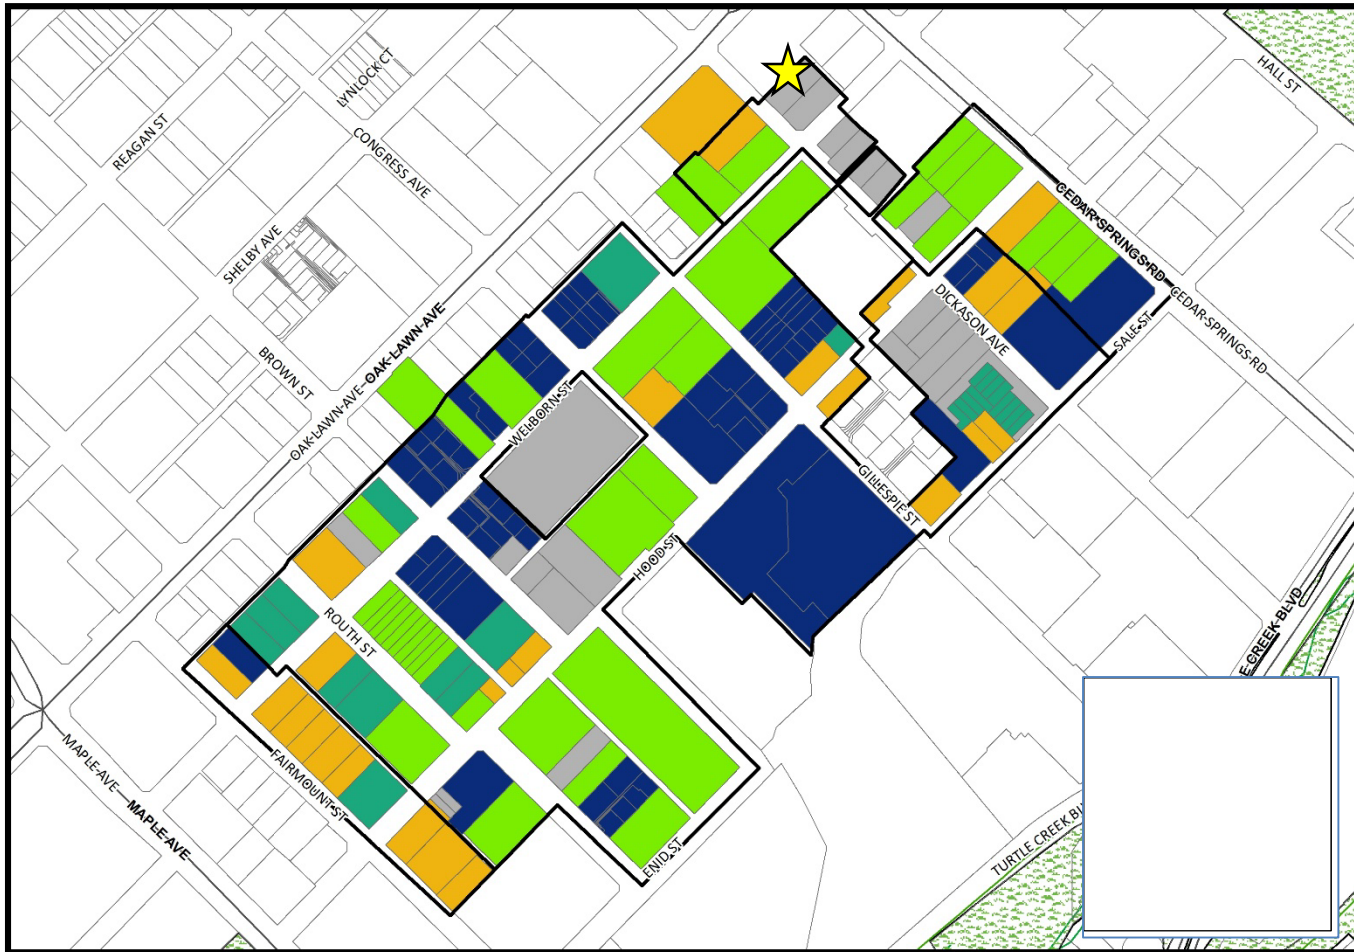 LYNLOCK CT
HALL ST
REAGAN ST
CONGRESS AVE
CEDAR-SPRINGS RD
SHELBY AVE
CEDAR-SPRINGS RD
DICKASON AVE
SALE ST
OAK-LAWN-AVE
OAK-LAWN-AVE
BROWN ST
WELBORN ST
GILLESPIE ST
HOOD ST
ROUTH ST
E-CREEK-BLVD
MAPLE-AVE
FAIRMOUNT-ST
MAPLE-AVE
ENID ST
TURTLE CREEK BL